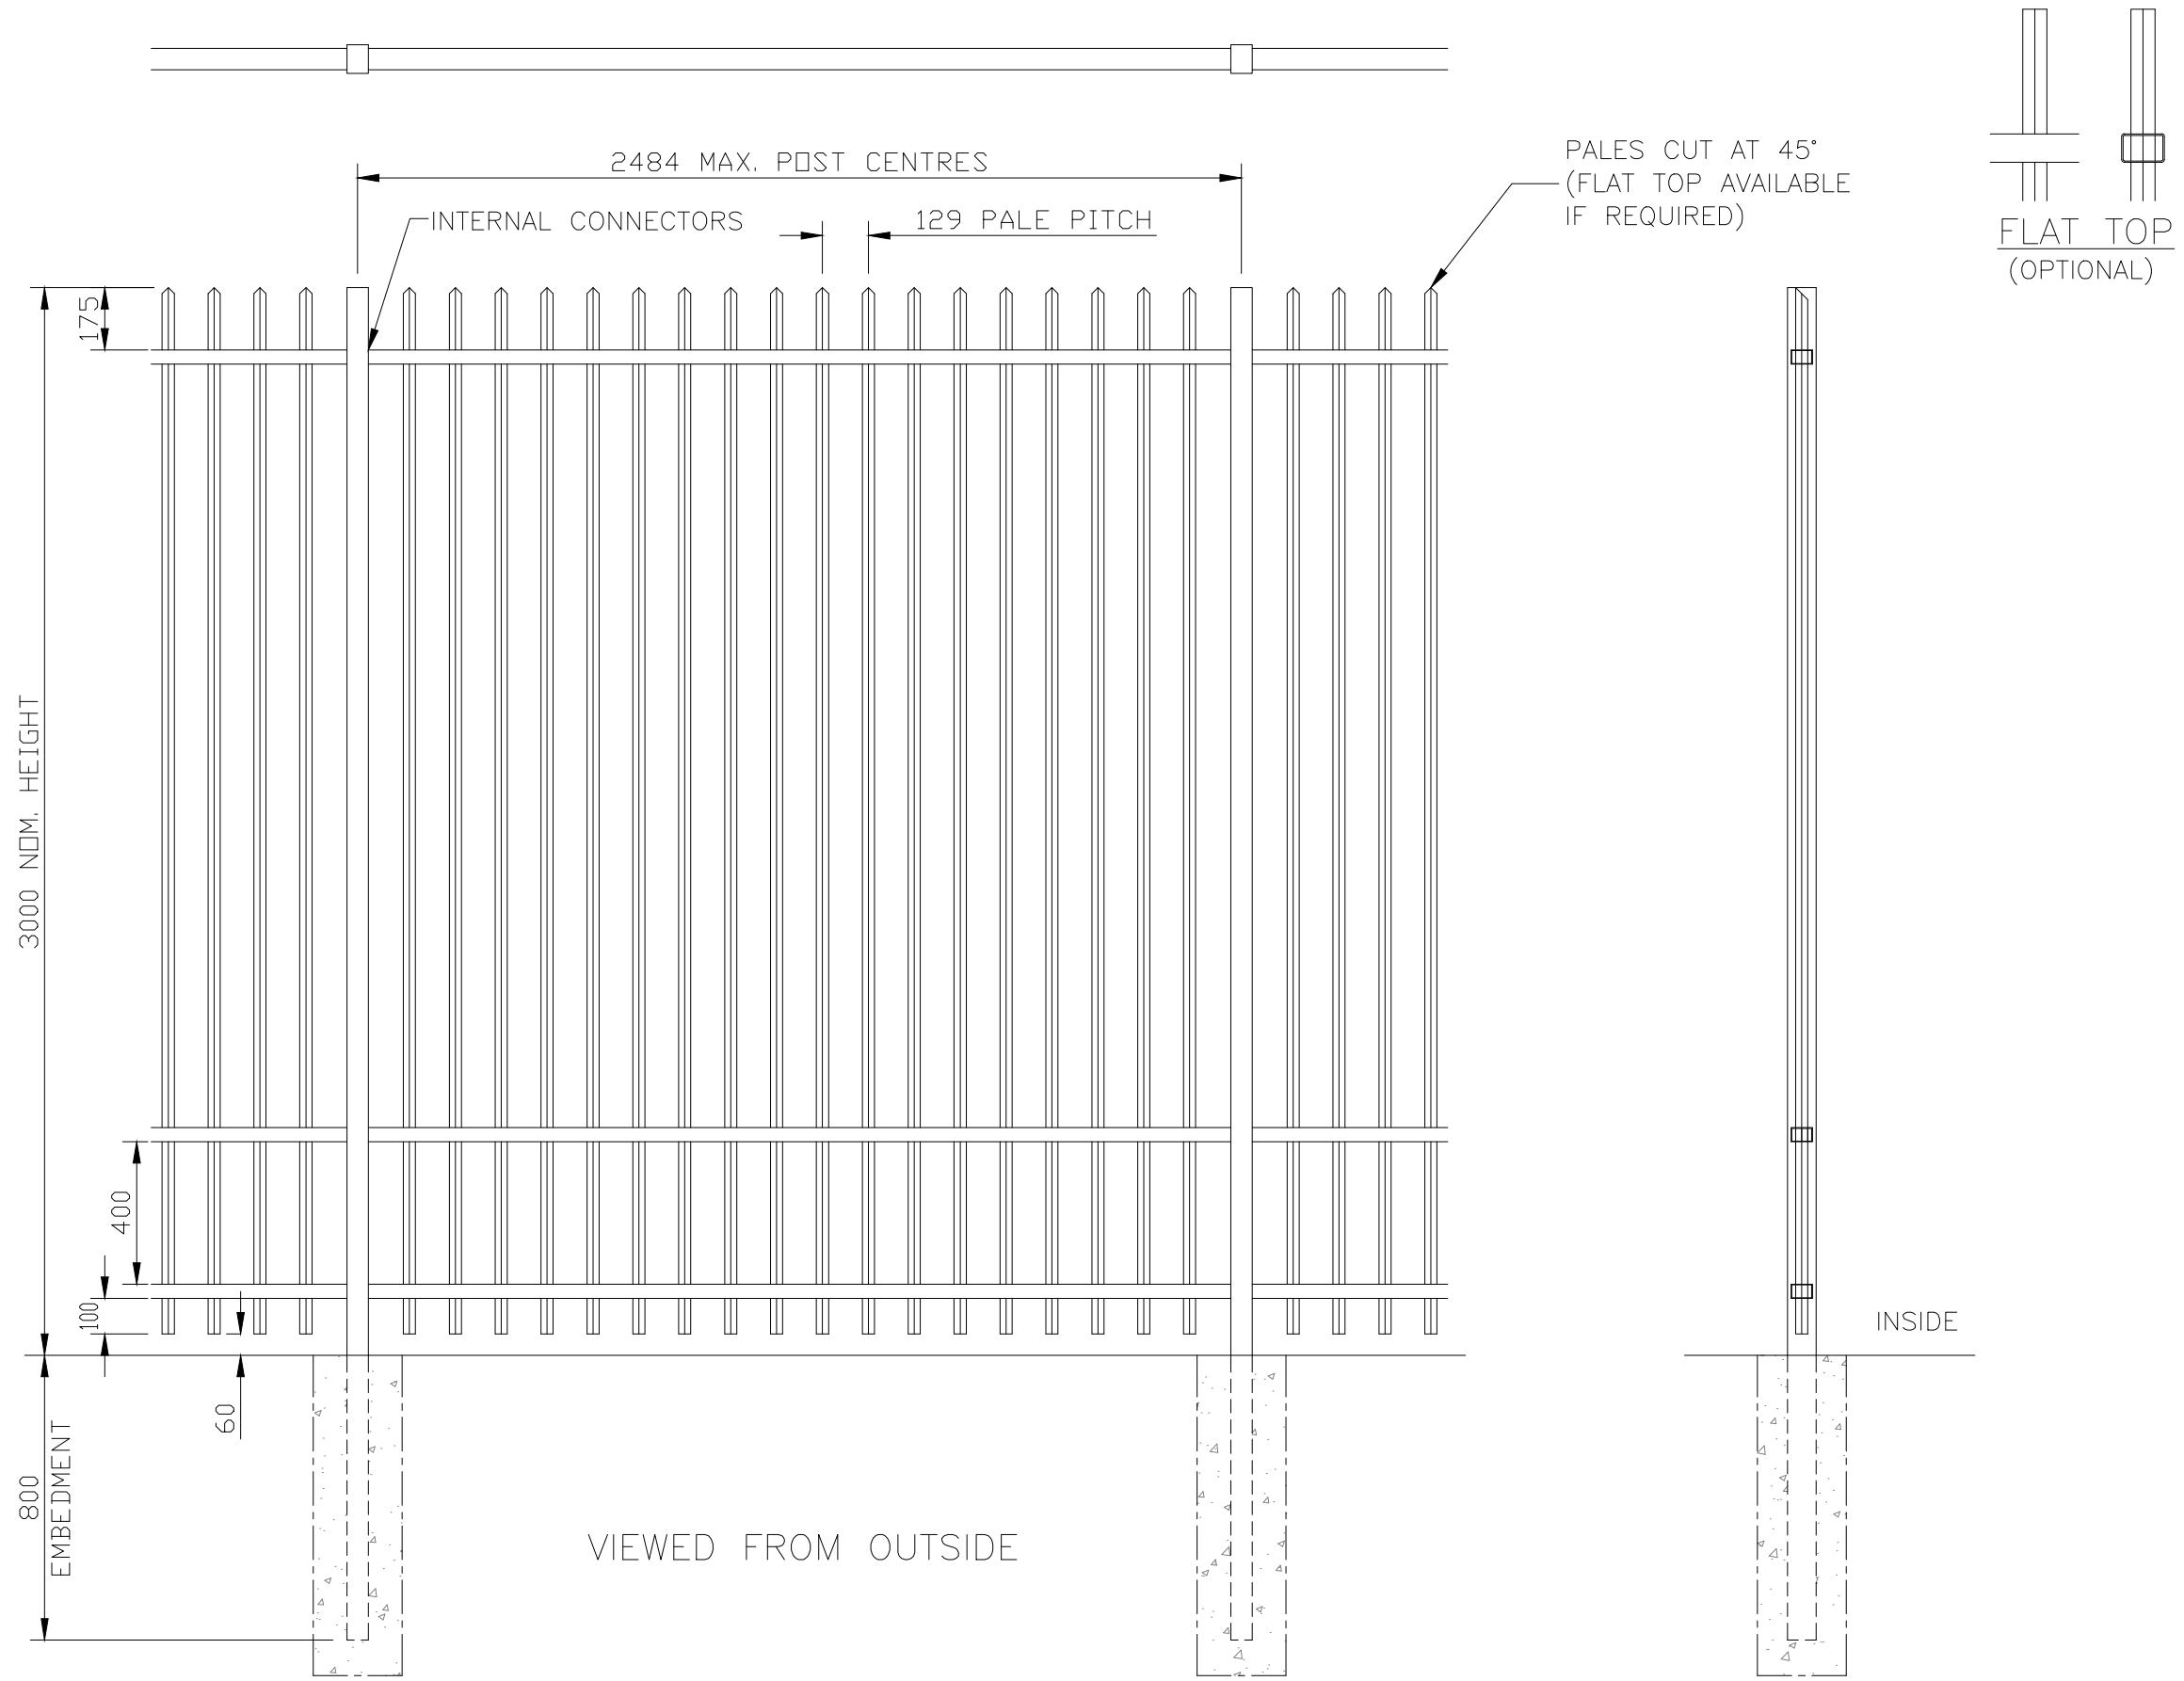 2484 MAX. POST CENTRES
INTERNAL CONNECTORS
129 PALE PITCH
PALES CUT AT 45°
(FLAT TOP AVAILABLE
IF REQUIRED)
FLAT TOP
(OPTIONAL)
175
3000 NOM. HEIGHT
400
100
60
800
EMBEDMENT
INSIDE
VIEWED FROM OUTSIDE